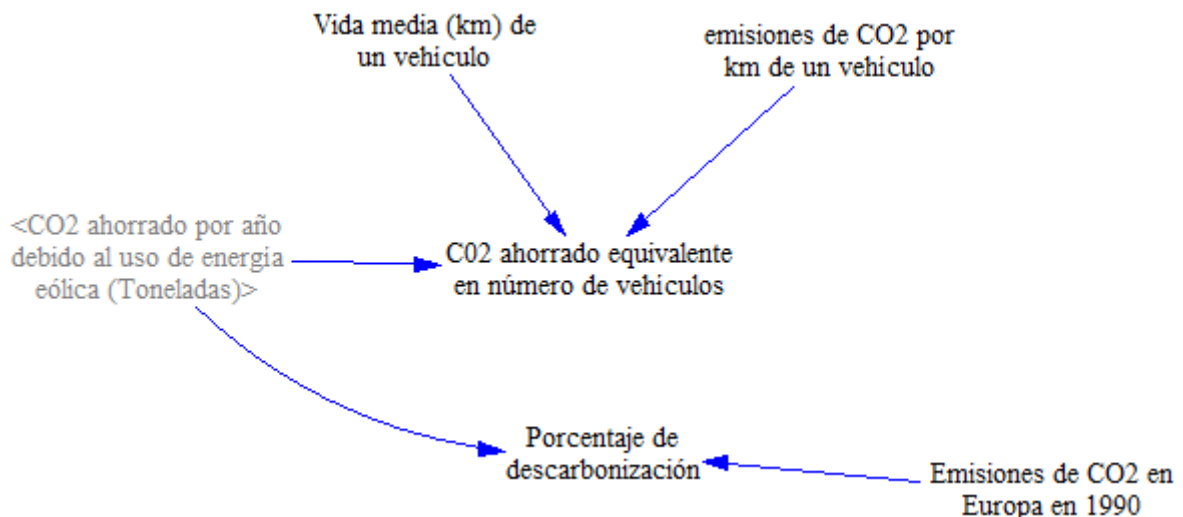 Vida media (km) de
un vehículo
emisiones de CO2 por
km de un vehículo
<CO2 ahorrado por año
debido al uso de energía
eólica (Toneladas)>
C02 ahorrado equivalente
en número de vehículos
Porcentaje de
descarbonización
Emisiones de CO2 en
Europa en 1990